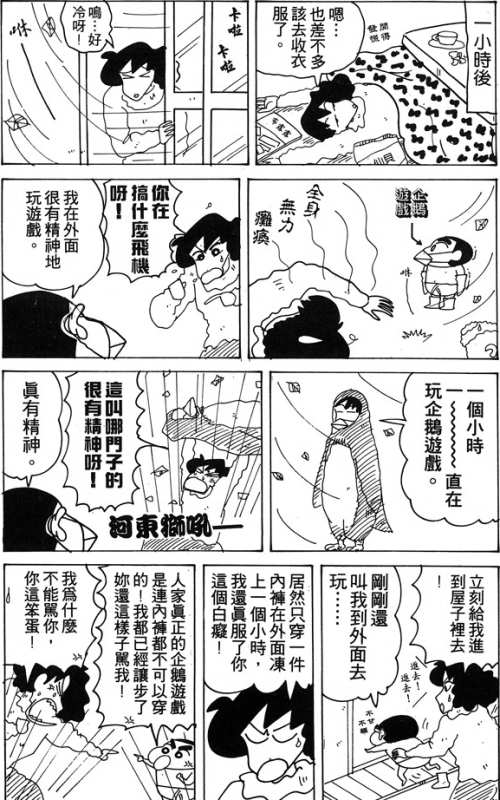 一小時後
嗯…
也差不多
該去收衣
服了。
閒得
發慌
卡啦
卡啦
嗚…好
冷呀！
咻
企鵝
遊戲
咻
全身
無力
癱瘓
你在
搞什麼飛機
呀！
我在外面
很有精神地
玩遊戲。
一個小時
一直在
玩企鵝遊戲。
這叫哪門子的
很有精神呀！
河東獅吼
眞有精神。
立刻給我進
到屋子裡去
！
進去！
進去！
不甘
不願
剛剛還
叫我到外面去
玩……
居然只穿一件
內褲在外面凍
上一個小時，
我還眞服了你
這個白癡！
人家眞正的企鵝遊戲
是連內褲都不可以穿
的！我都已經讓步了
妳還這樣子罵我！
我爲什麼
不能罵你，
你這笨蛋！